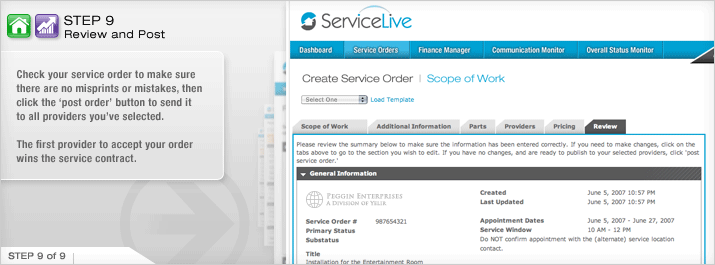 STEP 9
Review and Post
Check your service order to make sure
there are no misprints or mistakes, then
click the ‘post order’ button to send it
to all providers you’ve selected.
The first provider to accept your order
wins the service contract.
STEP 9 of 9
ServiceLive
Dashboard Service Orders Finance Manager Communication Monitor Overall Status Monitor
Create Service Order | Scope of Work
Select One Load Template
Scope of Work Additional Information Parts Providers Pricing Review
Please review the summary below to make sure the information has been entered correctly. If you need to make changes, click on the
tabs above to go to the section you wish to edit. If you have no changes, and are ready to publish to your selected providers, click ‘post
service order.’
General Information
PEGGIN ENTERPRISES
A DIVISION OF TELIR
Created June 5, 2007 10:57 PM
Last Updated June 5, 2007 10:57 PM
Service Order # 987654321
Primary Status
Substatus
Appointment Dates June 5, 2007 - June 27, 2007
Service Window 10 AM - 12 PM
Do NOT confirm appointment with the (alternate) service location
contact.
Title
Installation for the Entertainment Room